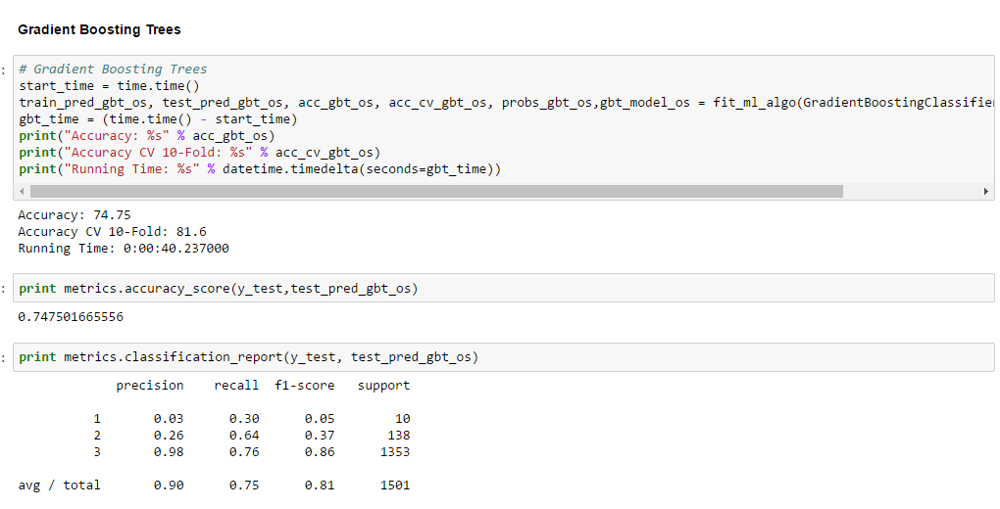 Gradient Boosting Trees
:
# Gradient Boosting Trees
start_time = time.time()
train_pred_gbt_os, test_pred_gbt_os, acc_gbt_os, acc_cv_gbt_os, probs_gbt_os,gbt_model_os = fit_ml_algo(GradientBoostingClassifie
gbt_time = (time.time() - start_time)
print("Accuracy: %s" % acc_gbt_os)
print("Accuracy CV 10-Fold: %s" % acc_cv_gbt_os)
print("Running Time: %s" % datetime.timedelta(seconds=gbt_time))
Accuracy: 74.75
Accuracy CV 10-Fold: 81.6
Running Time: 0:00:40.237000
: print metrics.accuracy_score(y_test,test_pred_gbt_os)
0.747501665556
: print metrics.classification_report(y_test, test_pred_gbt_os)
precision recall f1-score support
1 0.03 0.30 0.05 10
2 0.26 0.64 0.37 138
3 0.98 0.76 0.86 1353
avg / total 0.90 0.75 0.81 1501